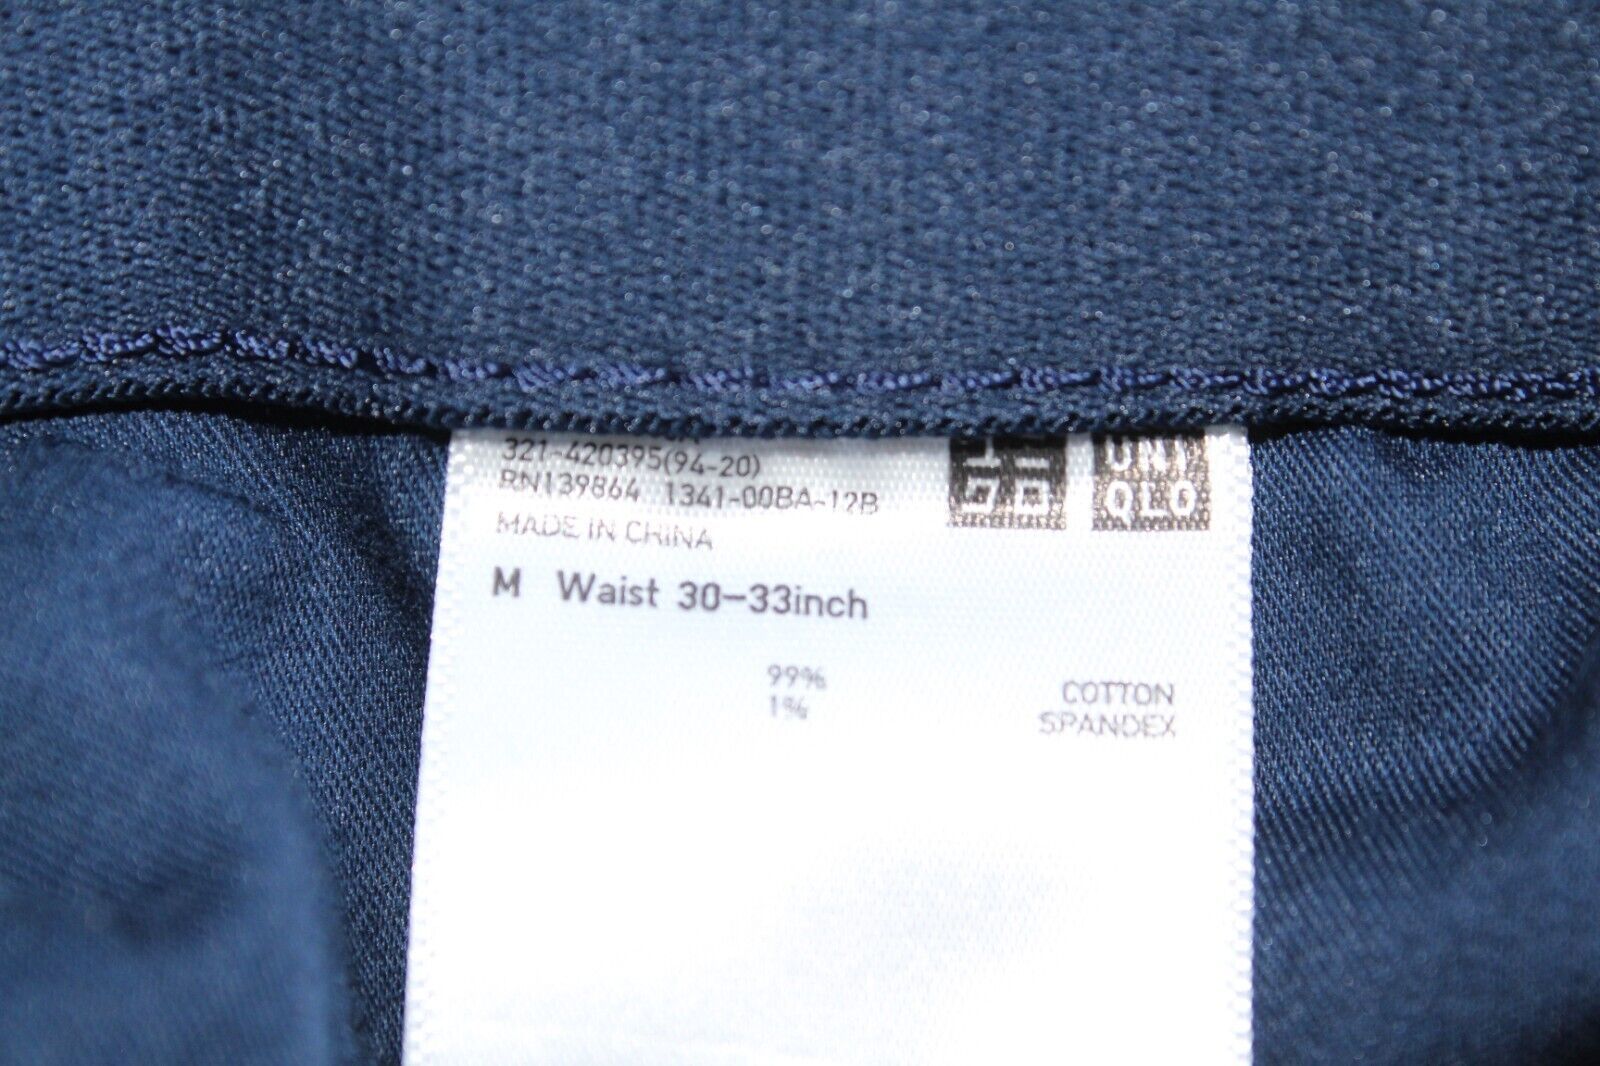 321-420395(94-20)
RN139864 1341-00BA-12B
MADE IN CHINA
UNI
QLO
M Waist 30-33inch
99% COTTON
1% SPANDEX